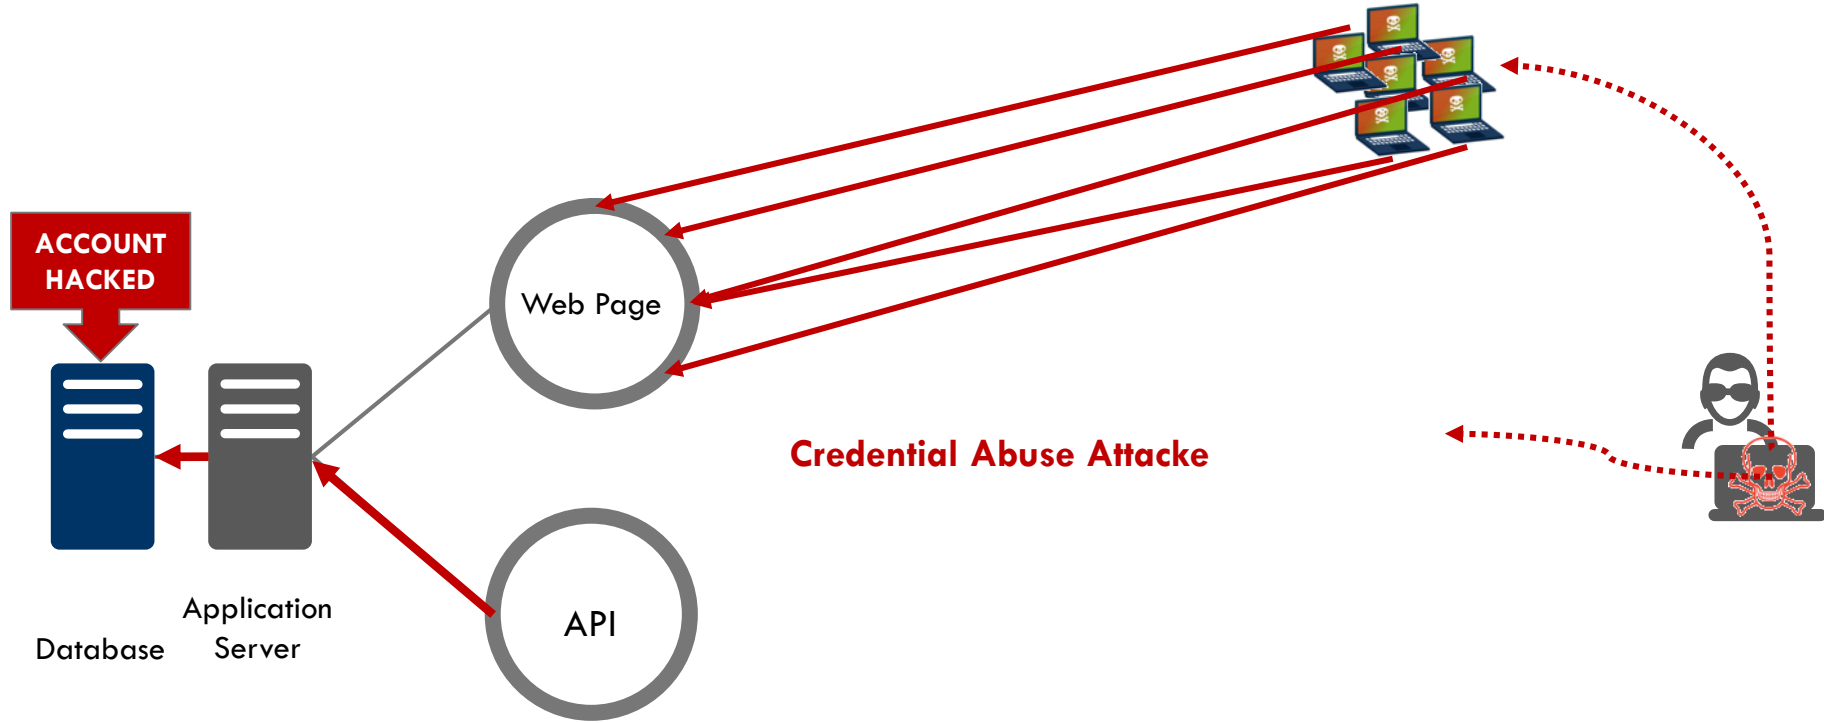 ACCOUNT
HACKED
Web Page
Credential Abuse Attacke
Application
Server
Database
API